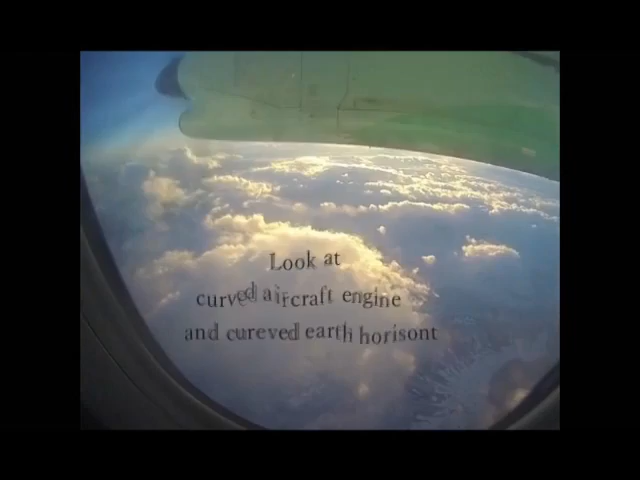 Look at
curved aircraft engine
and cureved earth horisont